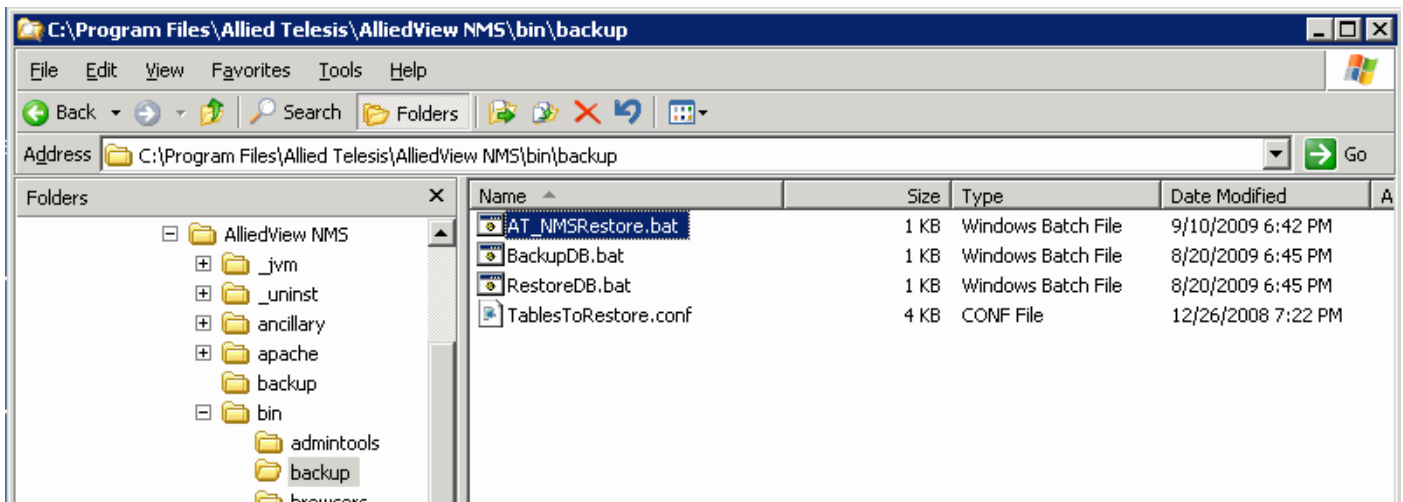 C:\Program Files\Allied Telesis\AlliedView NMS\bin\backup
File Edit View Favorites Tools Help
Back Search Folders
Address C:\Program Files\Allied Telesis\AlliedView NMS\bin\backup Go
Folders
Name Size Type Date Modified A
AlliedView NMS
_jvm
_uninst
ancillary
apache
backup
bin
admintools
backup
browsers
AT_NMSRestore.bat 1 KB Windows Batch File 9/10/2009 6:42 PM
BackupDB.bat 1 KB Windows Batch File 8/20/2009 6:45 PM
RestoreDB.bat 1 KB Windows Batch File 8/20/2009 6:45 PM
TablesToRestore.conf 4 KB CONF File 12/26/2008 7:22 PM